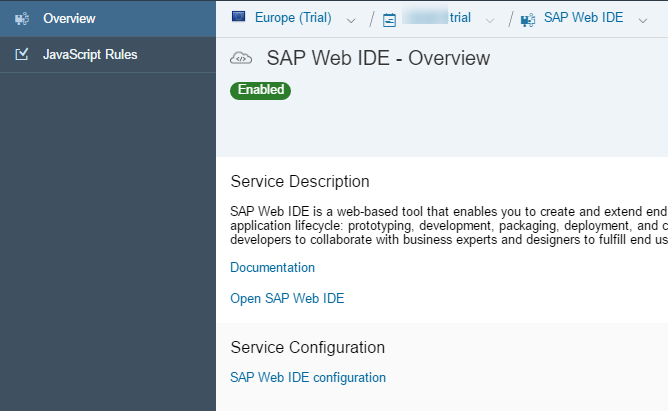 Overview
JavaScript Rules
Europe (Trial) / trial / SAP Web IDE
SAP Web IDE - Overview
Enabled
Service Description
SAP Web IDE is a web-based tool that enables you to create and extend end
application lifecycle: prototyping, development, packaging, deployment, and c
developers to collaborate with business experts and designers to fulfill end us
Documentation
Open SAP Web IDE
Service Configuration
SAP Web IDE configuration